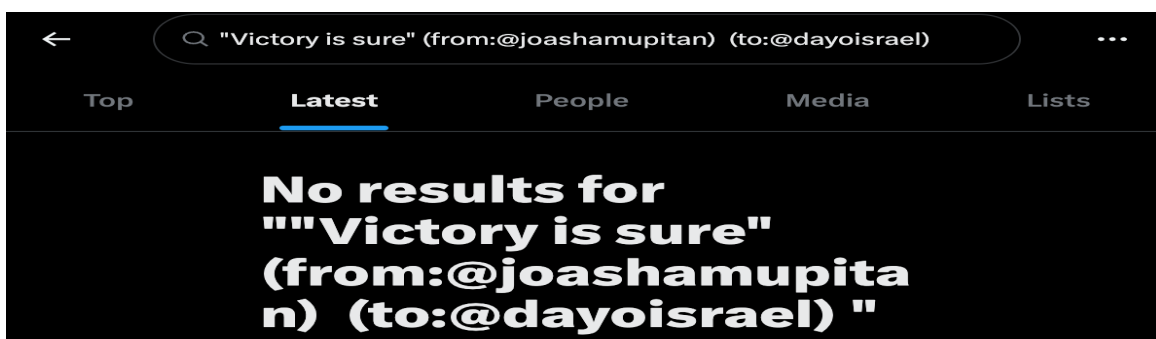 "Victory is sure" (from:@joashamupitan) (to:@dayoisrael)
Top Latest People Media Lists
No results for
""Victory is sure"
(from:@joashamupita
n) (to:@dayoisrael) "